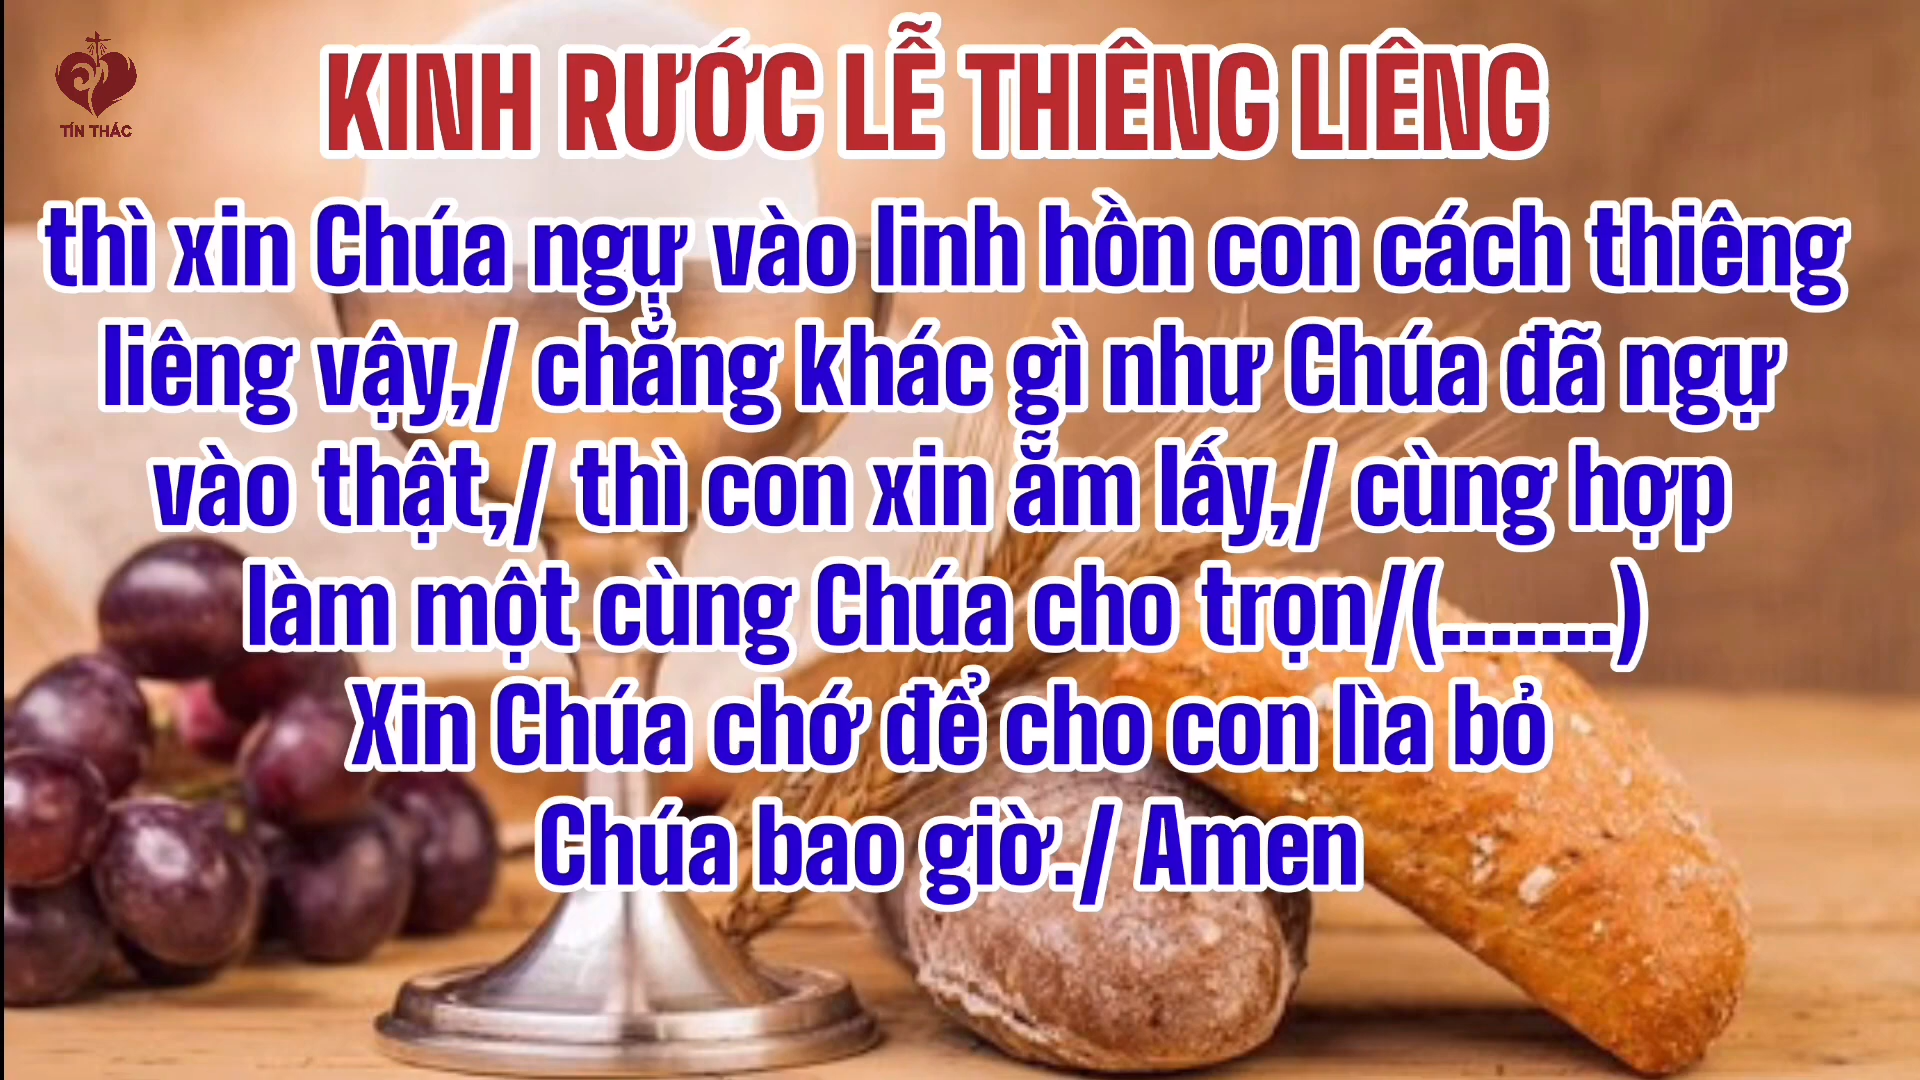 TÍN THÁC
KINH RƯỚC LỄ THIÊNG LIÊNG
thì xin Chúa ngự vào linh hồn con cách thiêng
liêng vậy,/ chẳng khác gì như Chúa đã ngự
vào thật,/ thì con xin ẵm lấy,/ cùng hợp
làm một cùng Chúa cho trọn/(.......)
Xin Chúa chớ để cho con lìa bỏ
Chúa bao giờ./ Amen